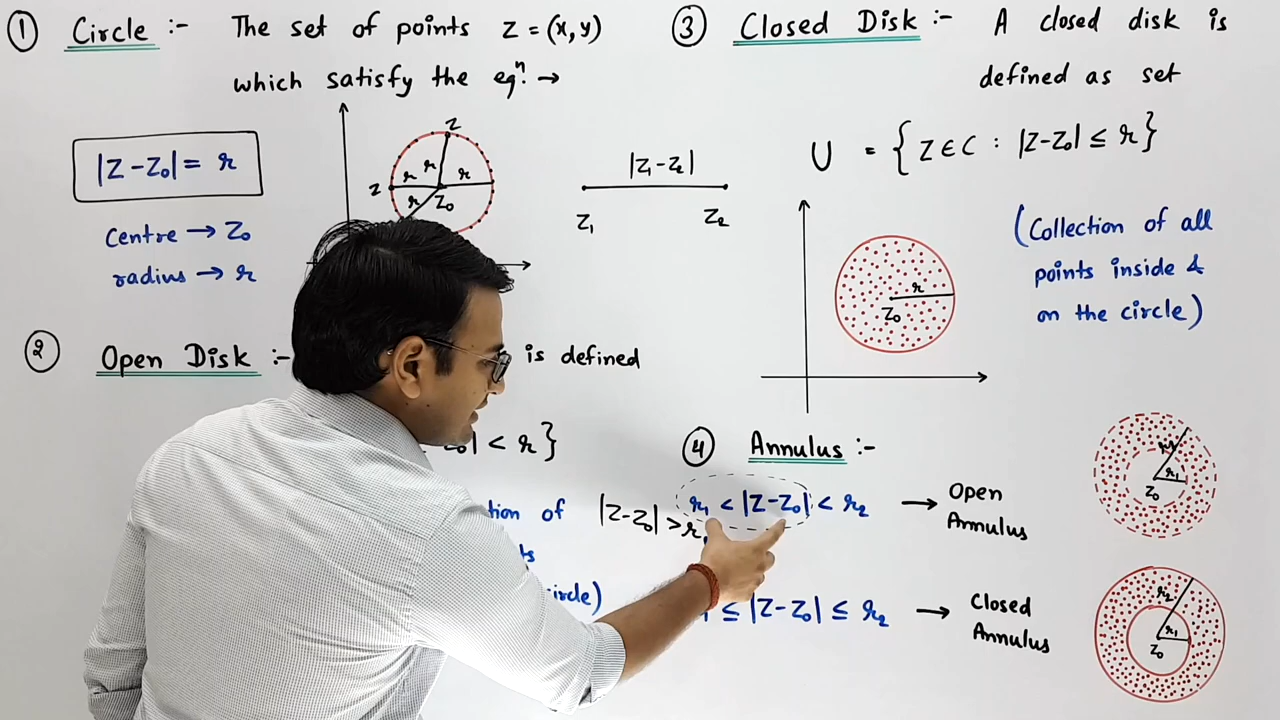 ① Circle :- The set of points z = (x,y)
which satisfy the eqⁿ. →
|z-z₀| = r
Centre → z₀
radius → r
z
z
r
r
r
r
z₀
|z₁-z₂|
z₁
z₂
② Open Disk :- is defined
| < r }
of
③ Closed Disk :- A closed disk is
defined as set
U = { z ∈ C : |z-z₀| ≤ r }
(Collection of all
points inside &
on the circle)
r
z₀
④ Annulus :-
|z-z₀| > r₁
r₁ < |z-z₀| < r₂ → Open
Annulus
≤ |z-z₀| ≤ r₂ → Closed
Annulus
r₁
z₀
r₂
r₁
z₀